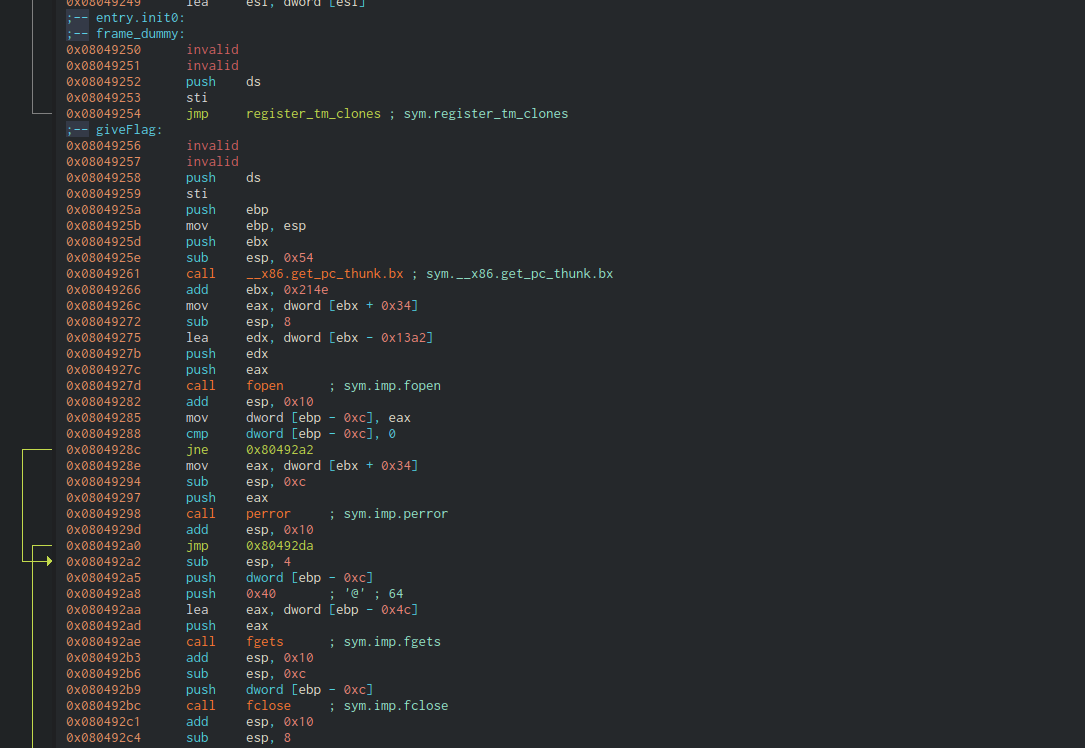 0x08049249 lea esi, dword [esi]
;-- entry.init0:
;-- frame_dummy:
0x08049250 invalid
0x08049251 invalid
0x08049252 push ds
0x08049253 sti
0x08049254 jmp register_tm_clones ; sym.register_tm_clones
;-- giveFlag:
0x08049256 invalid
0x08049257 invalid
0x08049258 push ds
0x08049259 sti
0x0804925a push ebp
0x0804925b mov ebp, esp
0x0804925d push ebx
0x0804925e sub esp, 0x54
0x08049261 call __x86.get_pc_thunk.bx ; sym.__x86.get_pc_thunk.bx
0x08049266 add ebx, 0x214e
0x0804926c mov eax, dword [ebx + 0x34]
0x08049272 sub esp, 8
0x08049275 lea edx, dword [ebx - 0x13a2]
0x0804927b push edx
0x0804927c push eax
0x0804927d call fopen ; sym.imp.fopen
0x08049282 add esp, 0x10
0x08049285 mov dword [ebp - 0xc], eax
0x08049288 cmp dword [ebp - 0xc], 0
0x0804928c jne 0x80492a2
0x0804928e mov eax, dword [ebx + 0x34]
0x08049294 sub esp, 0xc
0x08049297 push eax
0x08049298 call perror ; sym.imp.perror
0x0804929d add esp, 0x10
0x080492a0 jmp 0x80492da
0x080492a2 sub esp, 4
0x080492a5 push dword [ebp - 0xc]
0x080492a8 push 0x40 ; '@' ; 64
0x080492aa lea eax, dword [ebp - 0x4c]
0x080492ad push eax
0x080492ae call fgets ; sym.imp.fgets
0x080492b3 add esp, 0x10
0x080492b6 sub esp, 0xc
0x080492b9 push dword [ebp - 0xc]
0x080492bc call fclose ; sym.imp.fclose
0x080492c1 add esp, 0x10
0x080492c4 sub esp, 8